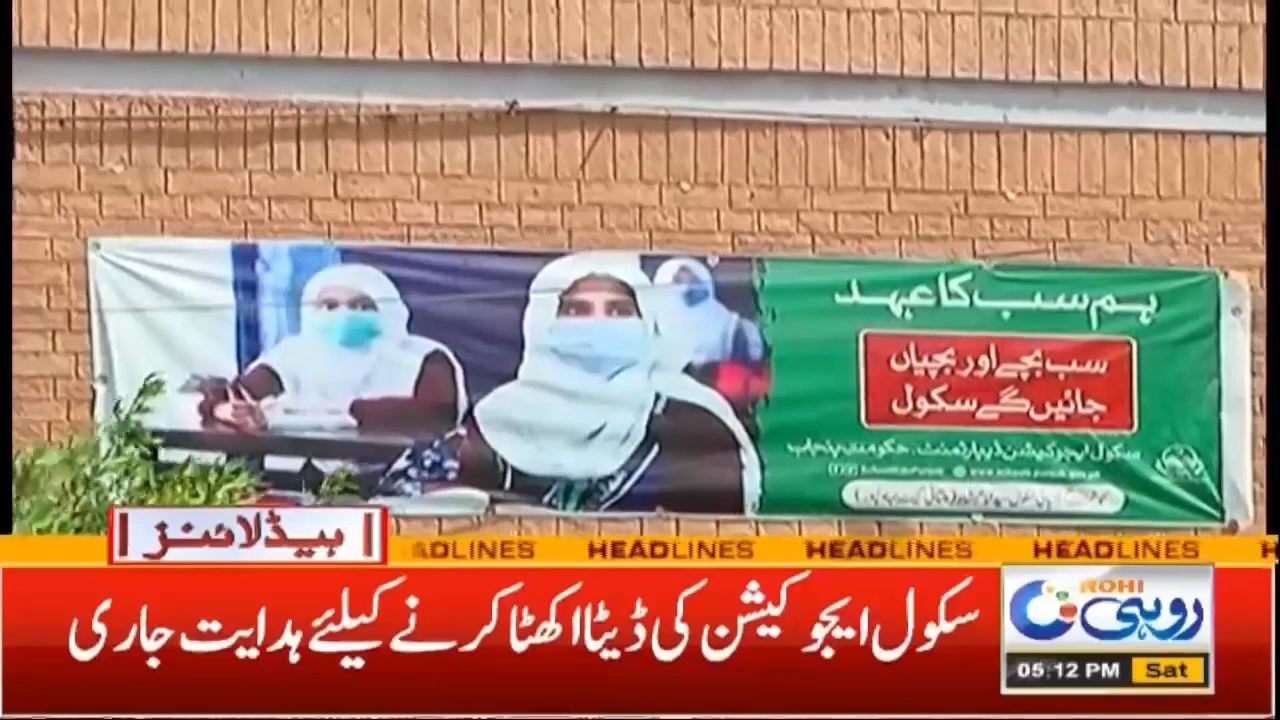 ہم سب کا عہد
سب بچے اور بچیاں
جائیں گے سکول
سکول ایجوکیشن ڈیپارٹمنٹ، حکومت پنجاب
ہیڈلائنز
HEADLINES HEADLINES HEADLINES HEADLINES
سکول ایجوکیشن کی ڈیٹا اکھٹا کرنے کیلئے ہدایت جاری
ROHI
روہی
05:12 PM Sat